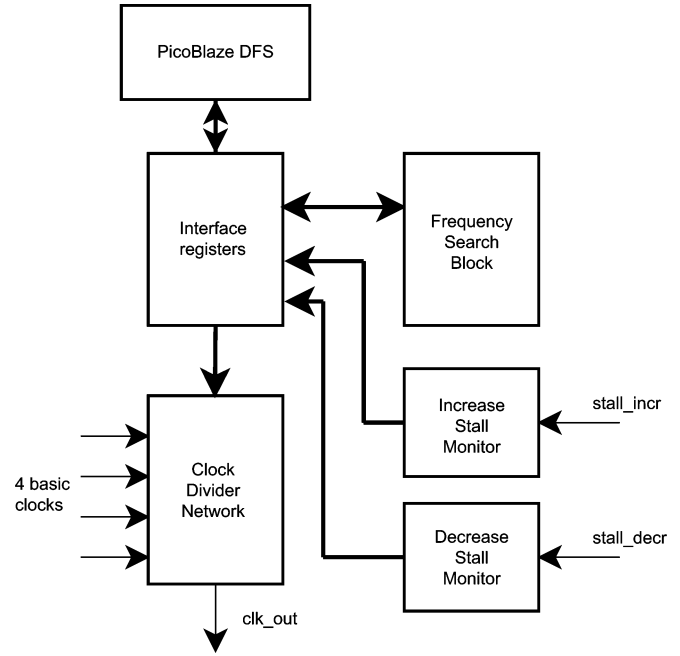 PicoBlaze DFS
Interface
registers
Frequency
Search
Block
Increase
Stall
Monitor
stall_incr
Clock
Divider
Network
4 basic
clocks
Decrease
Stall
Monitor
stall_decr
clk_out